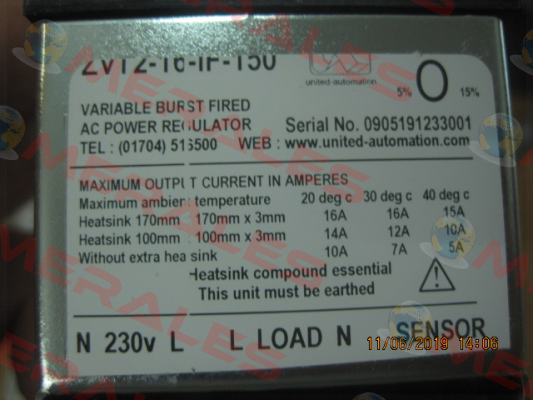 ZVT2-16-IP-150
united-automation
5% 0 15%
VARIABLE BURST FIRED
AC POWER REGULATOR
Serial No. 0905191233001
TEL : (01704) 516500 WEB : www.united-automation.com
MAXIMUM OUTPUT CURRENT IN AMPERES
Maximum ambient temperature 20 deg c 30 deg c 40 deg c
Heatsink 170mm : 170mm x 3mm 16A 16A 15A
Heatsink 100mm : 100mm x 3mm 14A 12A 10A
Without extra heat sink 10A 7A 5A
Heatsink compound essential
This unit must be earthed
N 230v L L LOAD N SENSOR
11/06/2019 14:06
MERALES